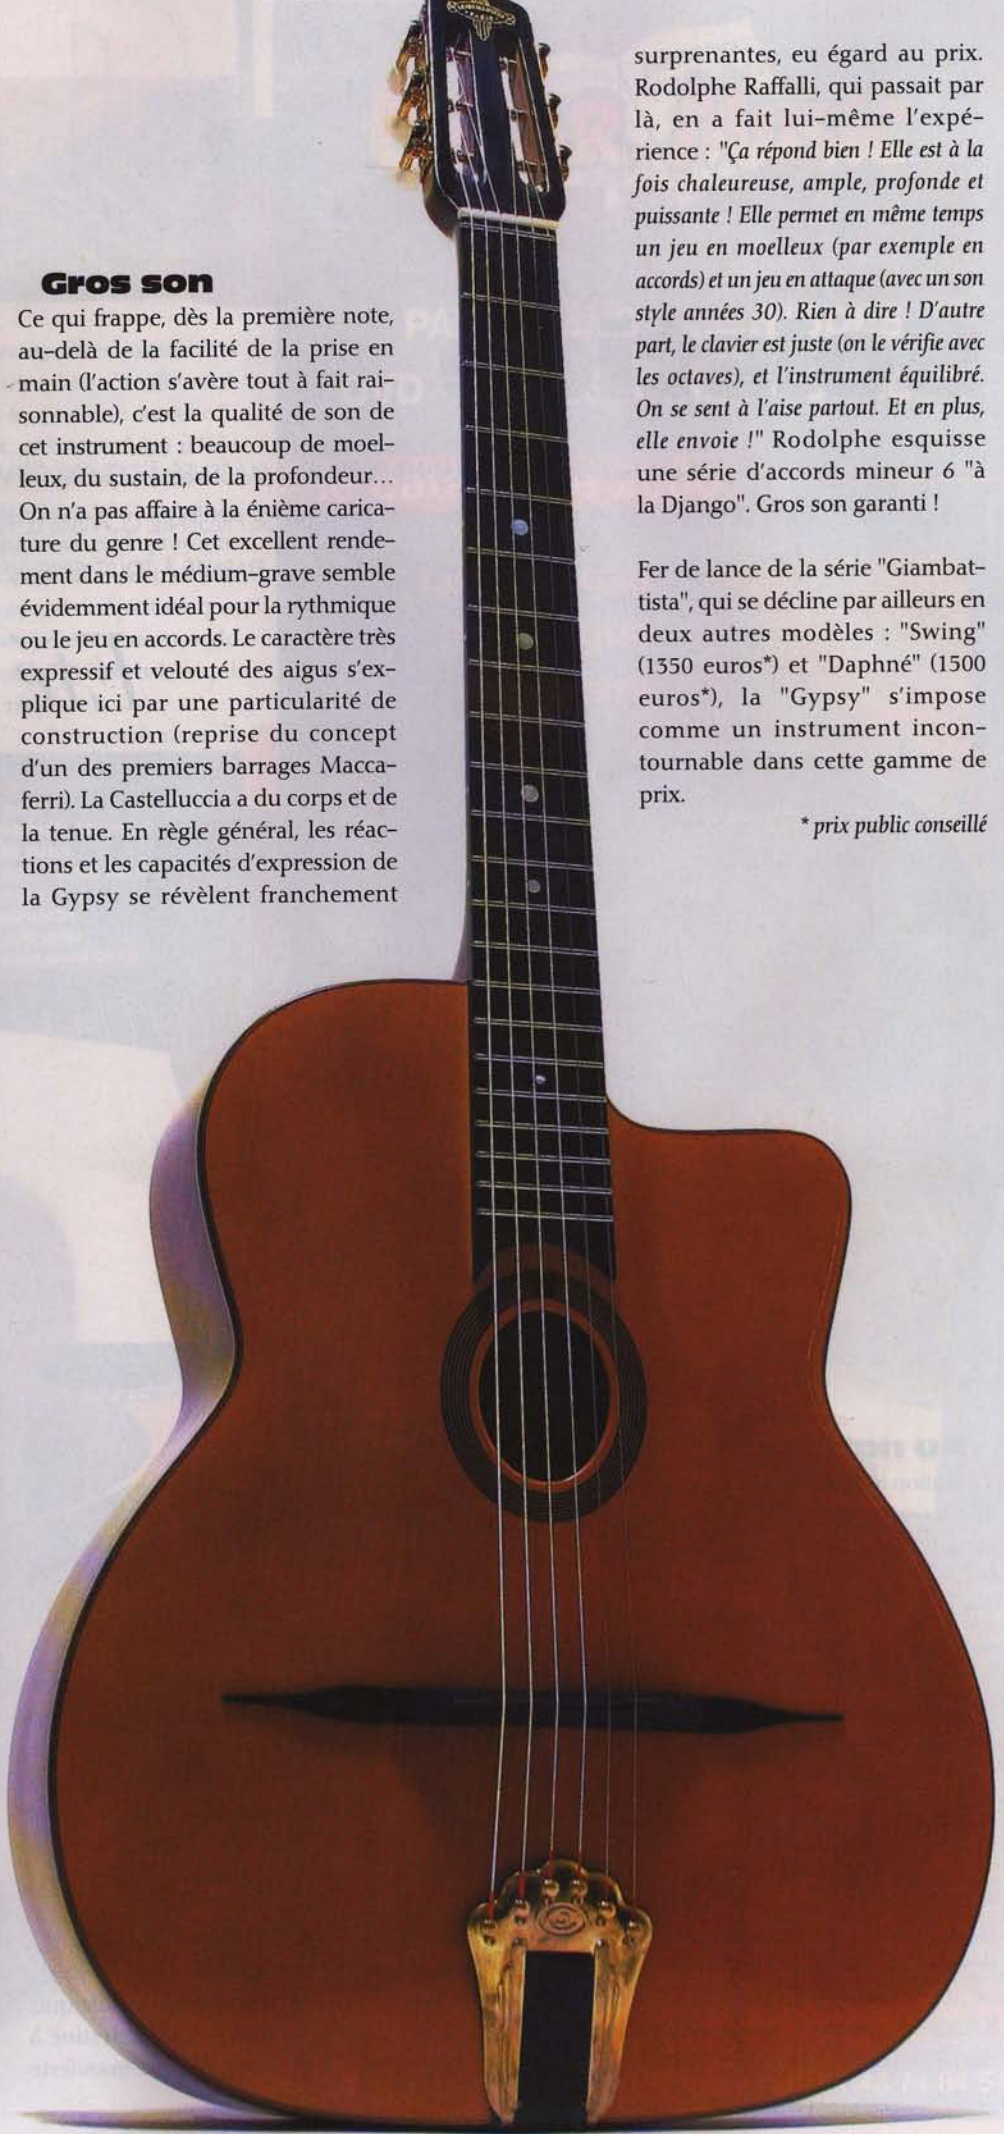 Gros son
Ce qui frappe, dès la première note,
au-delà de la facilité de la prise en
main (l'action s'avère tout à fait rai-
sonnable), c'est la qualité de son de
cet instrument : beaucoup de moel-
leux, du sustain, de la profondeur...
On n'a pas affaire à la énième carica-
ture du genre ! Cet excellent rende-
ment dans le médium-grave semble
évidemment idéal pour la rythmique
ou le jeu en accords. Le caractère très
expressif et velouté des aigus s'ex-
plique ici par une particularité de
construction (reprise du concept
d'un des premiers barrages Macca-
ferri). La Castelluccia a du corps et de
la tenue. En règle général, les réac-
tions et les capacités d'expression de
la Gypsy se révèlent franchement
surprenantes, eu égard au prix.
Rodolphe Raffalli, qui passait par
là, en a fait lui-même l'expé-
rience : "Ça répond bien ! Elle est à la
fois chaleureuse, ample, profonde et
puissante ! Elle permet en même temps
un jeu en moelleux (par exemple en
accords) et un jeu en attaque (avec un son
style années 30). Rien à dire ! D'autre
part, le clavier est juste (on le vérifie avec
les octaves), et l'instrument équilibré.
On se sent à l'aise partout. Et en plus,
elle envoie !" Rodolphe esquisse
une série d'accords mineur 6 "à
la Django". Gros son garanti !
Fer de lance de la série "Giambat-
tista", qui se décline par ailleurs en
deux autres modèles : "Swing"
(1350 euros*) et "Daphné" (1500
euros*), la "Gypsy" s'impose
comme un instrument incon-
tournable dans cette gamme de
prix.
* prix public conseillé